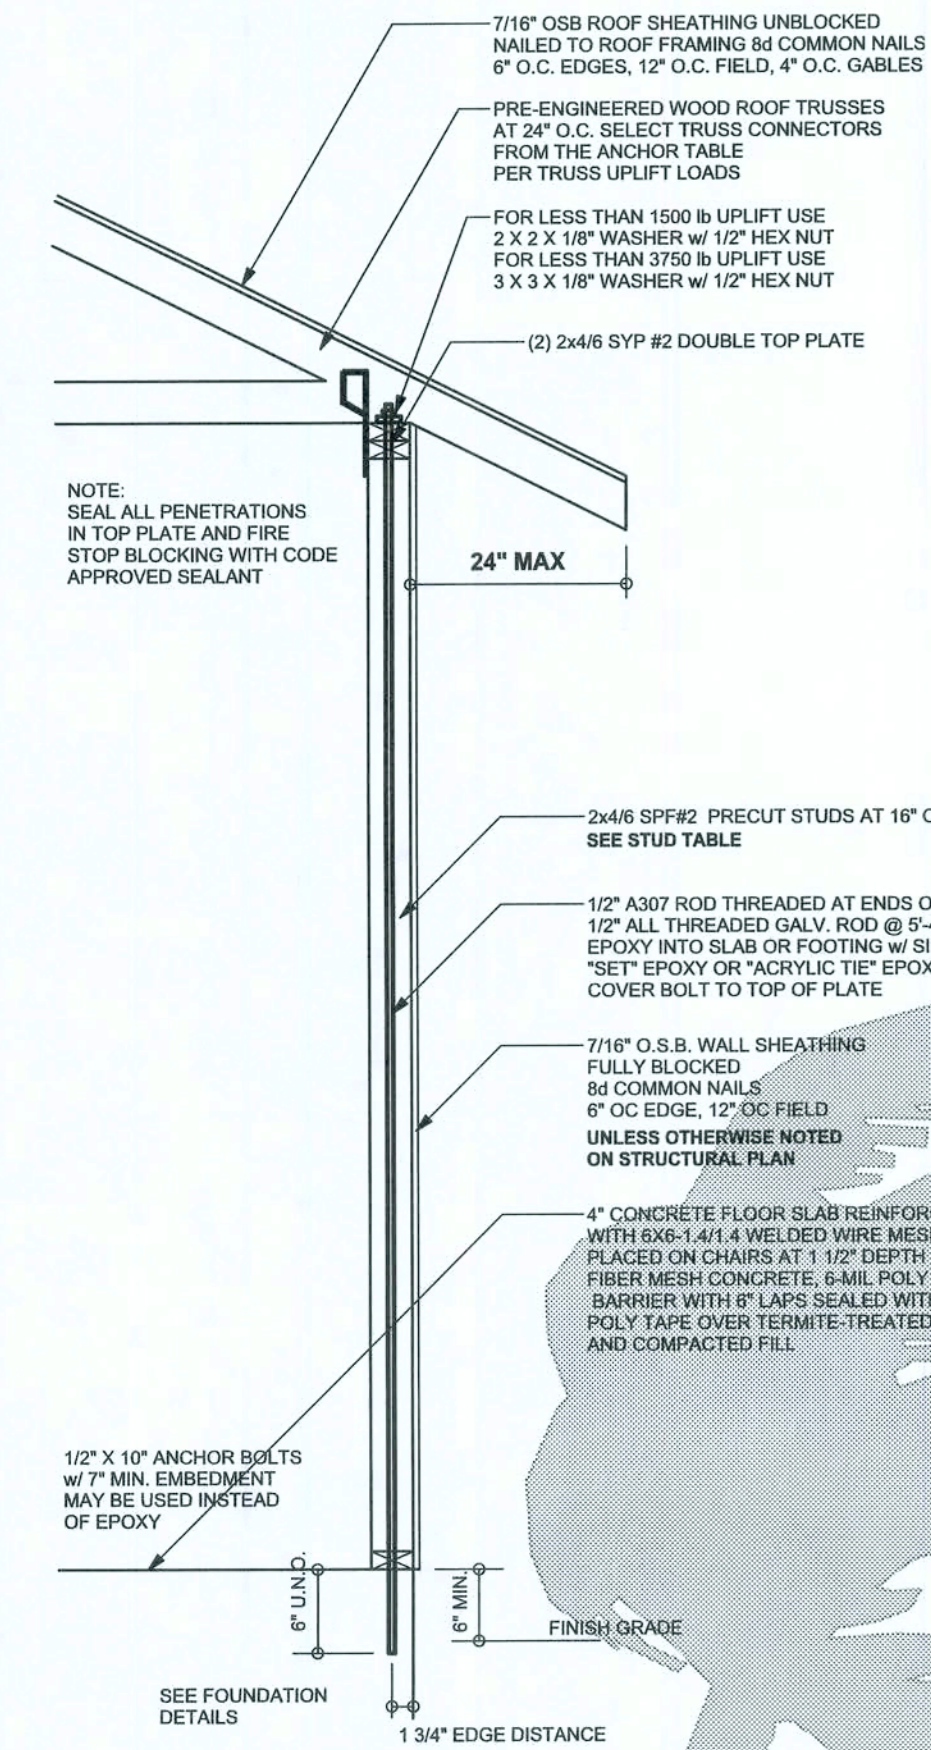 7/16" OSB ROOF SHEATHING UNBLOCKED
NAILED TO ROOF FRAMING 8d COMMON NAILS
6" O.C. EDGES, 12" O.C. FIELD, 4" O.C. GABLES
PRE-ENGINEERED WOOD ROOF TRUSSES
AT 24" O.C. SELECT TRUSS CONNECTORS
FROM THE ANCHOR TABLE
PER TRUSS UPLIFT LOADS
FOR LESS THAN 1500 lb UPLIFT USE
2 X 2 X 1/8" WASHER w/ 1/2" HEX NUT
FOR LESS THAN 3750 lb UPLIFT USE
3 X 3 X 1/8" WASHER w/ 1/2" HEX NUT
(2) 2x4/6 SYP #2 DOUBLE TOP PLATE
NOTE:
SEAL ALL PENETRATIONS
IN TOP PLATE AND FIRE
STOP BLOCKING WITH CODE
APPROVED SEALANT
24" MAX
2x4/6 SPF#2 PRECUT STUDS AT 16"
SEE STUD TABLE
1/2" A307 ROD THREADED AT ENDS
1/2" ALL THREADED GALV. ROD @
EPOXY INTO SLAB OR FOOTING w/
"SET" EPOXY OR "ACRYLIC TIE"
COVER BOLT TO TOP OF PLATE
7/16" O.S.B. WALL SHEATHING
FULLY BLOCKED
8d COMMON NAILS
6" OC EDGE, 12" OC FIELD
UNLESS OTHERWISE NOTED
ON STRUCTURAL PLAN
4" CONCRETE FLOOR SLAB
WITH 6X6-1.4/1.4 WELDED WIRE
PLACED ON CHAIRS AT 1 1/2" DEPTH
FIBER MESH CONCRETE, 6-MIL POLY
BARRIER WITH 6" LAPS SEALED
POLY TAPE OVER TERMITE-TREATED
AND COMPACTED FILL
1/2" X 10" ANCHOR BOLTS
w/ 7" MIN. EMBEDMENT
MAY BE USED INSTEAD
OF EPOXY
6" U.N.O.
6" MIN.
FINISH GRADE
SEE FOUNDATION
DETAILS
1 3/4" EDGE DISTANCE